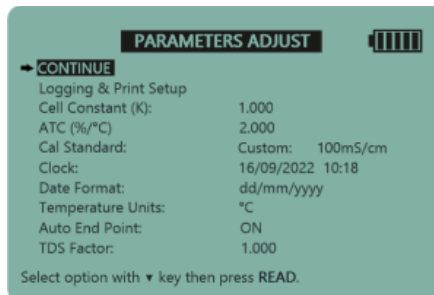 PARAMETERS ADJUST
CONTINUE
Logging & Print Setup
Cell Constant (K): 1.000
ATC (%/°C) 2.000
Cal Standard: Custom: 100mS/cm
Clock: 16/09/2022 10:18
Date Format: dd/mm/yyyy
Temperature Units: °C
Auto End Point: ON
TDS Factor: 1.000
Select option with ▼ key then press READ.